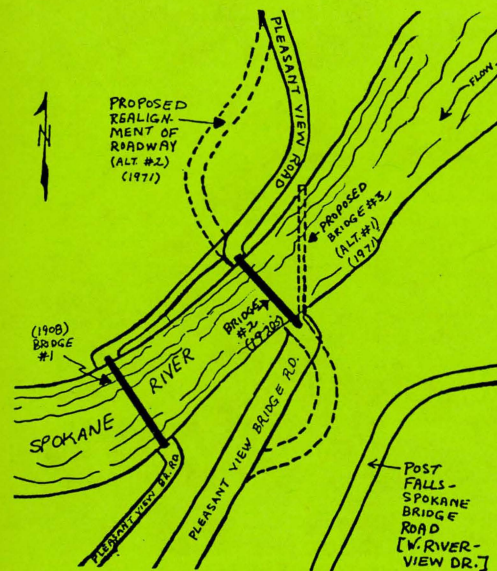 PLEASANT VIEW ROAD
FLOW
PROPOSED
REALIGN-
MENT OF
ROADWAY
(ALT. #2)
(1971)
N
PROPOSED
BRIDGE #3
(ALT. #1)
(1971)
BRIDGE
#2
(1920s)
(1908)
BRIDGE
#1
SPOKANE
RIVER
PLEASANT VIEW BR. RD
PLEASANT VIEW BRIDGE RD.
POST
FALLS-
SPOKANE
BRIDGE
ROAD
[W. RIVER-
VIEW DR.]